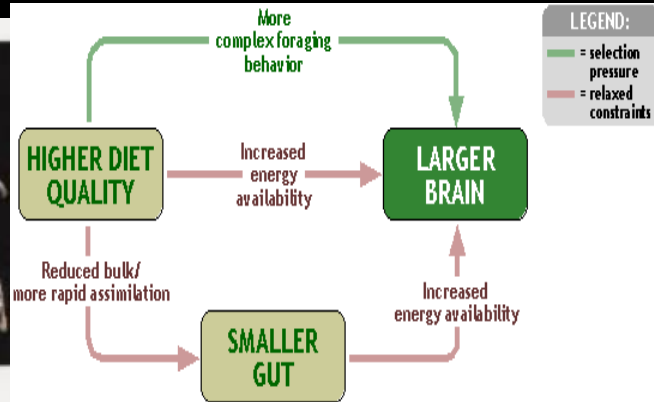 More
complex foraging
behavior
LEGEND:
= selection
pressure
= relaxed
constraints
HIGHER DIET
QUALITY
Increased
energy
availability
LARGER
BRAIN
Reduced bulk/
more rapid assimilation
Increased
energy availability
SMALLER
GUT